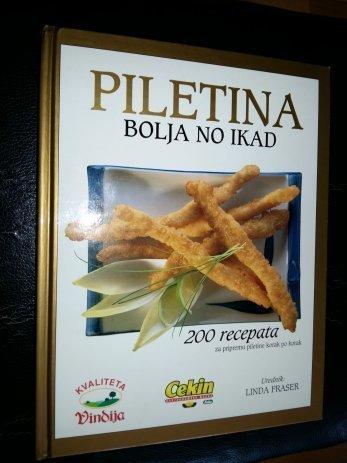 PILETINA
BOLJA NO IKAD
200 recepata
za pripremu piletine korak po korak
Urednik:
LINDA FRASER
KVALITETA
Vindija
Cekin